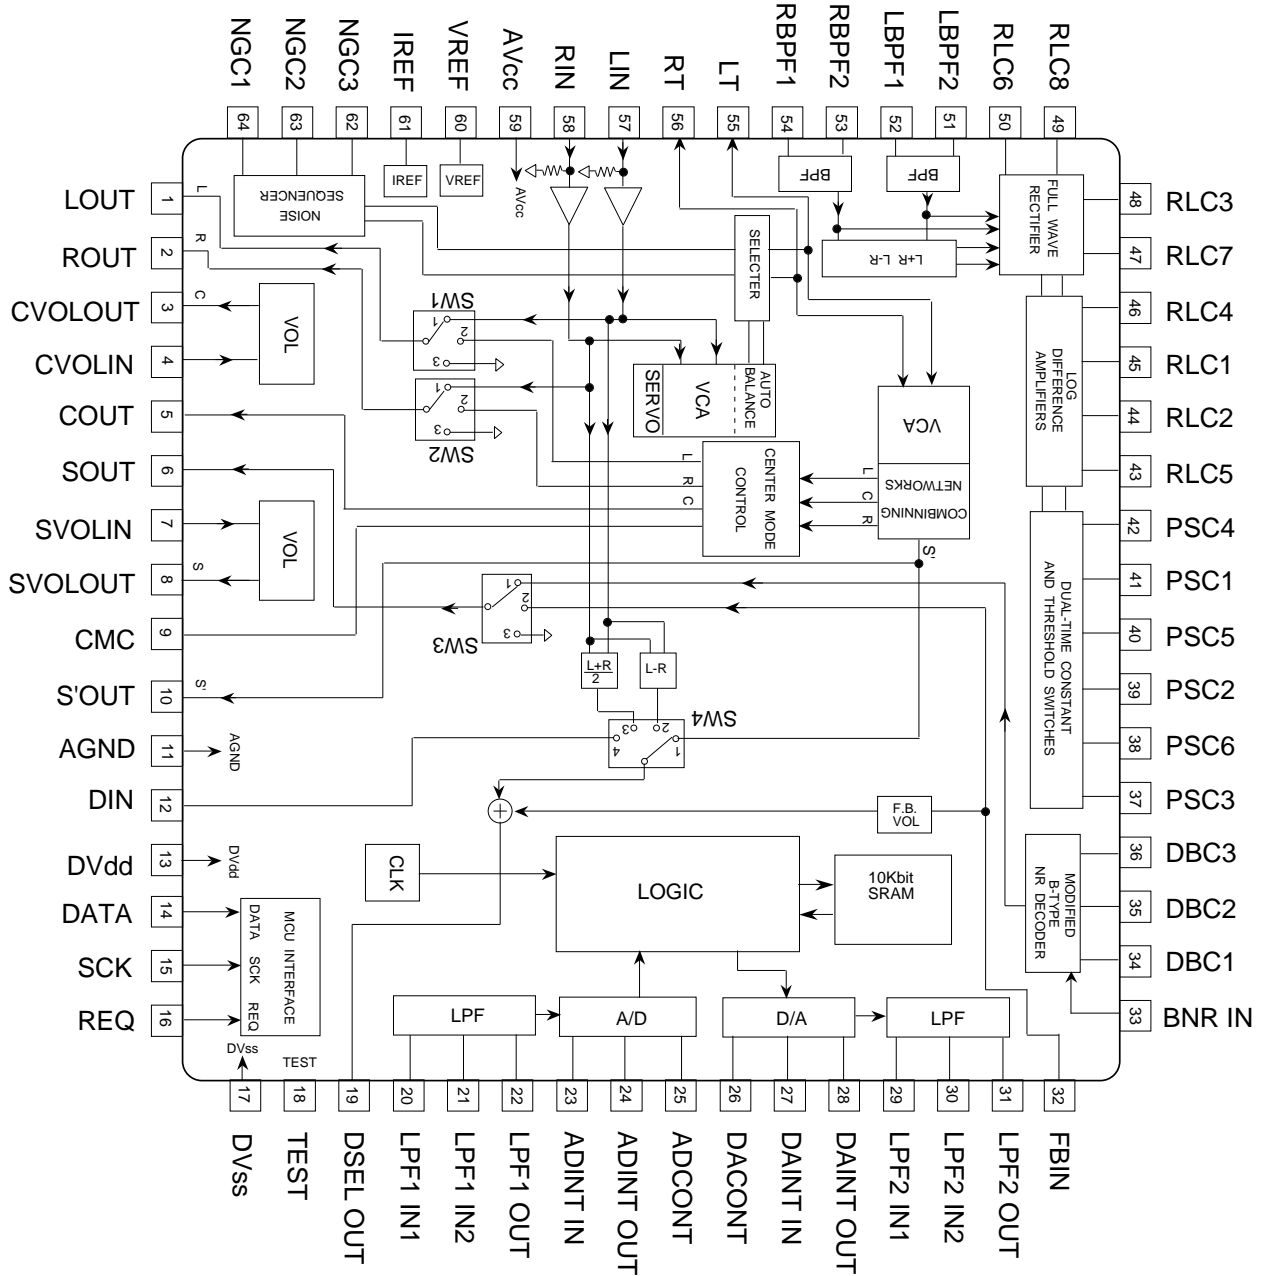 NGC1
NGC2
NGC3
IREF
VREF
AVcc
RIN
LIN
RT
LT
RBPF1
RBPF2
LBPF1
LBPF2
RLC6
RLC8
64
63
62
61
60
59
58
57
56
55
54
53
52
51
50
49
LOUT
1
L
ROUT
2
R
CVOLOUT
3
C
CVOLIN
4
COUT
5
SOUT
6
SVOLIN
7
SVOLOUT
8
S
CMC
9
S'OUT
10
S'
AGND
11
AGND
DIN
12
DVdd
13
DVdd
DATA
14
SCK
15
REQ
16
NOISE
SEQUENCER
IREF
VREF
AVcc
BPF
BPF
L+R L-R
FULL WAVE
RECTIFIER
SELECTER
VOL
SW1
1
2
3
SW2
1
2
3
SERVO
VCA
AUTO
BALANCE
VCA
COMBINNING
NETWORKS
L
C
R
S'
CENTER MODE
CONTROL
L
R
C
LOG
DIFFERENCE
AMPLIFIERS
VOL
SW3
1
2
3
L+R
2
L-R
SW4
1
2
3
4
+
F.B.
VOL
DUAL-TIME CONSTANT
AND THRESHOLD SWITCHES
CLK
LOGIC
10Kbit
SRAM
MODIFIED
B-TYPE
NR DECODER
MCU INTERFACE
DATA
SCK
REQ
DVss
TEST
LPF
A/D
D/A
LPF
48
RLC3
47
RLC7
46
RLC4
45
RLC1
44
RLC2
43
RLC5
42
PSC4
41
PSC1
40
PSC5
39
PSC2
38
PSC6
37
PSC3
36
DBC3
35
DBC2
34
DBC1
33
BNR IN
17
18
19
20
21
22
23
24
25
26
27
28
29
30
31
32
DVss
TEST
DSEL OUT
LPF1 IN1
LPF1 IN2
LPF1 OUT
ADINT IN
ADINT OUT
ADCONT
DACONT
DAINT IN
DAINT OUT
LPF2 IN1
LPF2 IN2
LPF2 OUT
FBIN